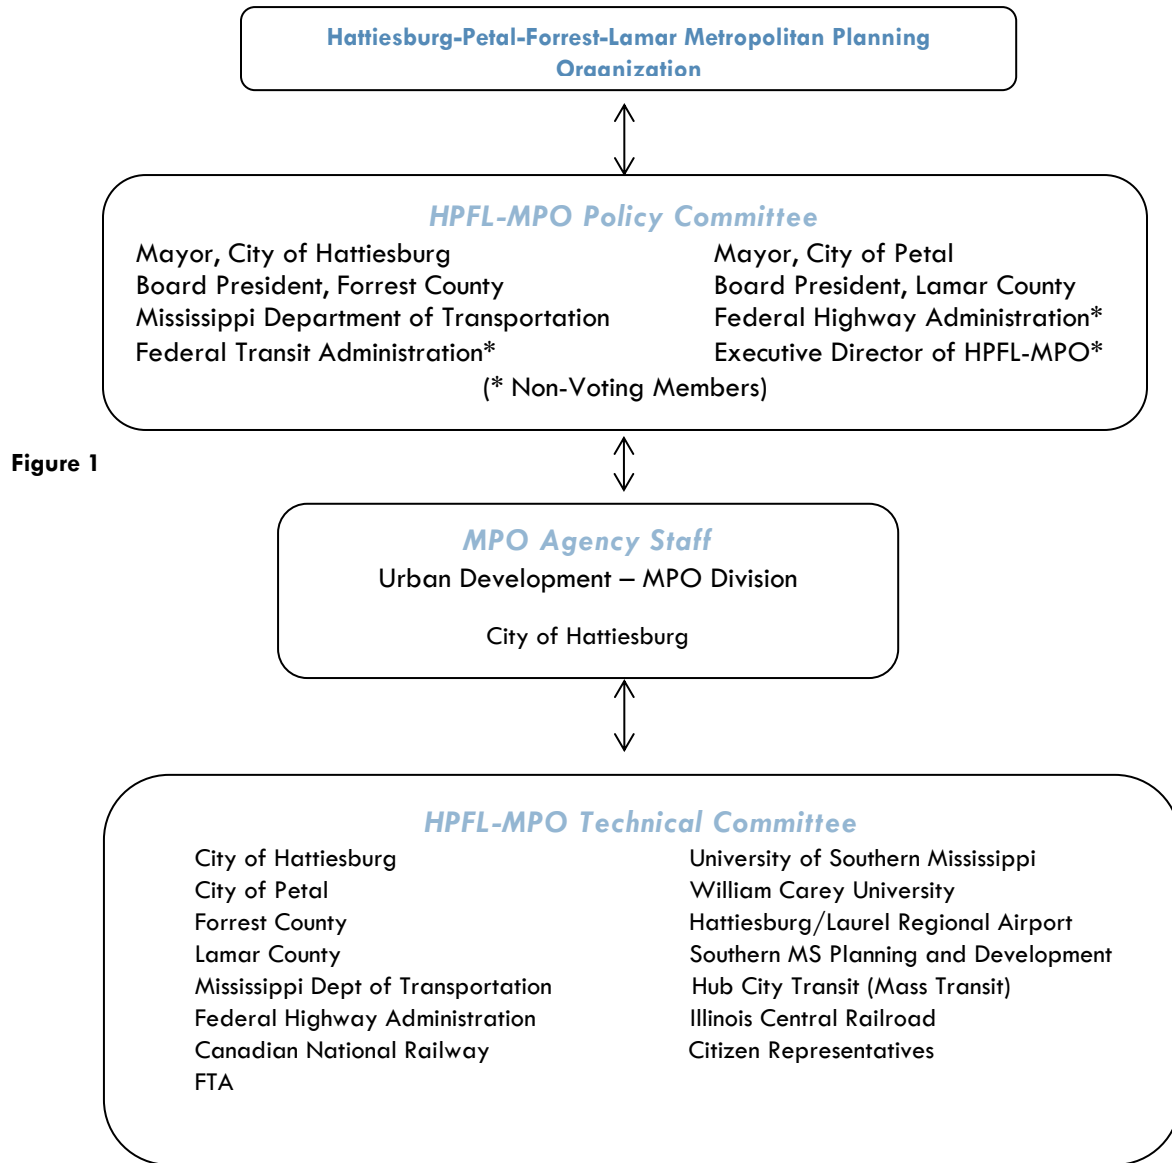 Hattiesburg-Petal-Forrest-Lamar Metropolitan Planning
Organization
HPFL-MPO Policy Committee
Mayor, City of Hattiesburg
Mayor, City of Petal
Board President, Forrest County
Board President, Lamar County
Mississippi Department of Transportation
Federal Highway Administration*
Federal Transit Administration*
Executive Director of HPFL-MPO*
(* Non-Voting Members)
Figure 1
MPO Agency Staff
Urban Development – MPO Division
City of Hattiesburg
HPFL-MPO Technical Committee
City of Hattiesburg
University of Southern Mississippi
City of Petal
William Carey University
Forrest County
Hattiesburg/Laurel Regional Airport
Lamar County
Southern MS Planning and Development
Mississippi Dept of Transportation
Hub City Transit (Mass Transit)
Federal Highway Administration
Illinois Central Railroad
Canadian National Railway
Citizen Representatives
FTA